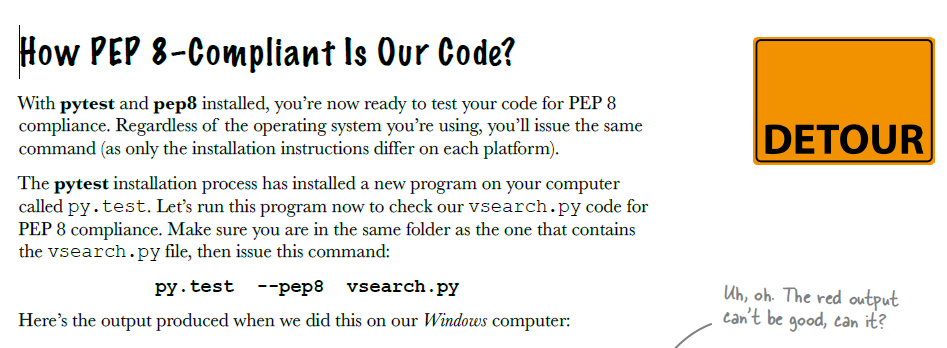 How PEP 8-Compliant Is Our Code?
With pytest and pep8 installed, you’re now ready to test your code for PEP 8
compliance. Regardless of the operating system you’re using, you’ll issue the same
command (as only the installation instructions differ on each platform).
The pytest installation process has installed a new program on your computer
called py.test. Let’s run this program now to check our vsearch.py code for
PEP 8 compliance. Make sure you are in the same folder as the one that contains
the vsearch.py file, then issue this command:
py.test --pep8 vsearch.py
Here’s the output produced when we did this on our Windows computer:
DETOUR
Uh, oh. The red output
can’t be good, can it?